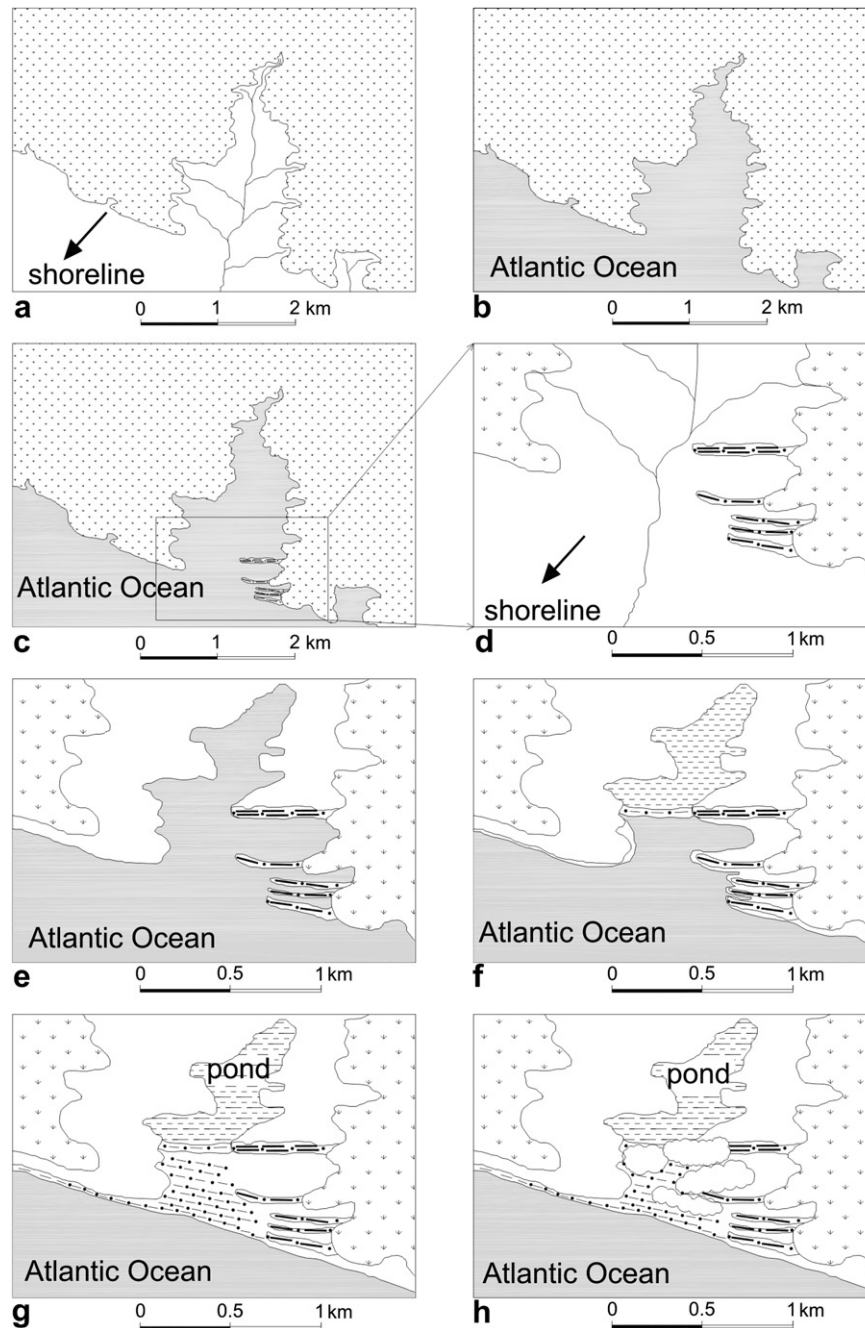 shoreline
a
0 1 2 km
Atlantic Ocean
b
0 1 2 km
Atlantic Ocean
c
0 1 2 km
shoreline
d
0 0.5 1 km
Atlantic Ocean
e
0 0.5 1 km
Atlantic Ocean
f
0 0.5 1 km
pond
Atlantic Ocean
g
0 0.5 1 km
pond
Atlantic Ocean
h
0 0.5 1 km